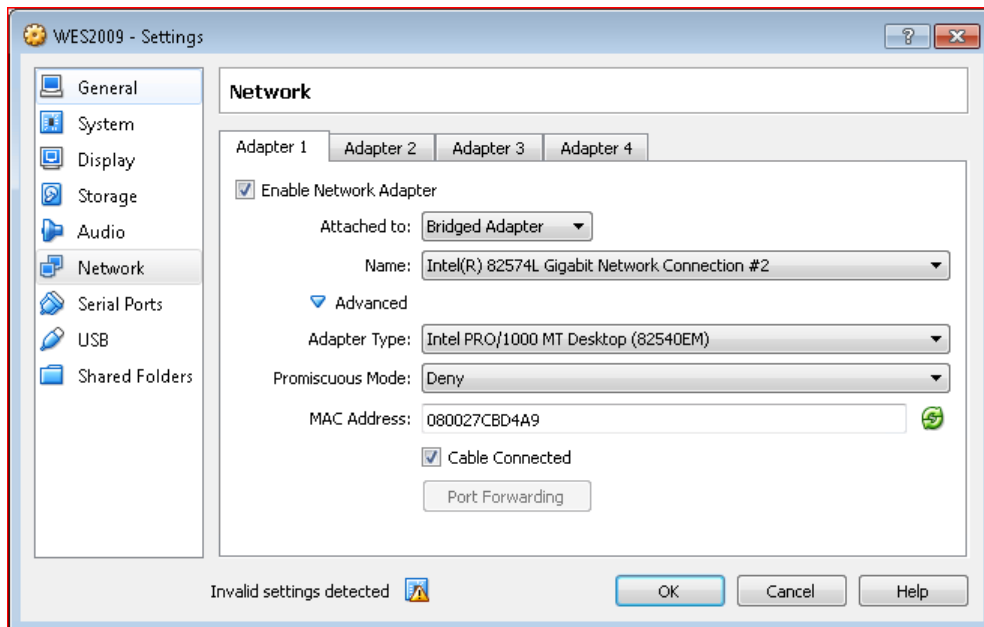 WES2009 - Settings
General
System
Display
Storage
Audio
Network
Serial Ports
USB
Shared Folders
Network
Adapter 1 Adapter 2 Adapter 3 Adapter 4
Enable Network Adapter
Attached to: Bridged Adapter
Name: Intel(R) 82574L Gigabit Network Connection #2
Advanced
Adapter Type: Intel PRO/1000 MT Desktop (82540EM)
Promiscuous Mode: Deny
MAC Address: 080027CBD4A9
Cable Connected
Port Forwarding
Invalid settings detected OK Cancel Help